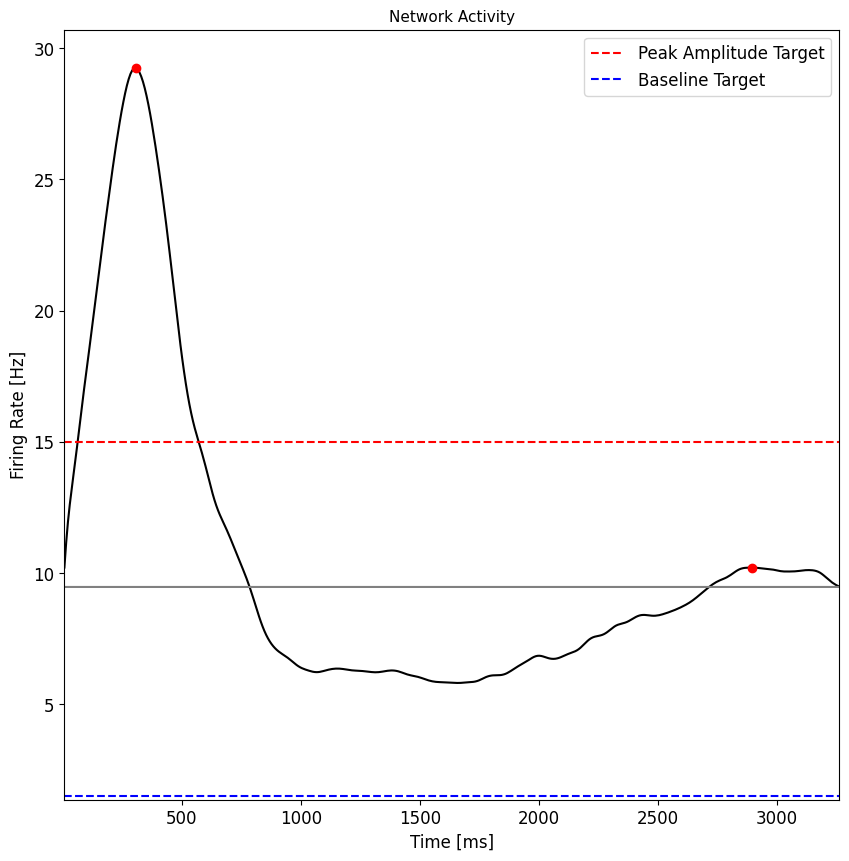 Network Activity
Peak Amplitude Target
Baseline Target
Firing Rate [Hz]
30
25
20
15
10
5
500
1000
1500
2000
2500
3000
Time [ms]